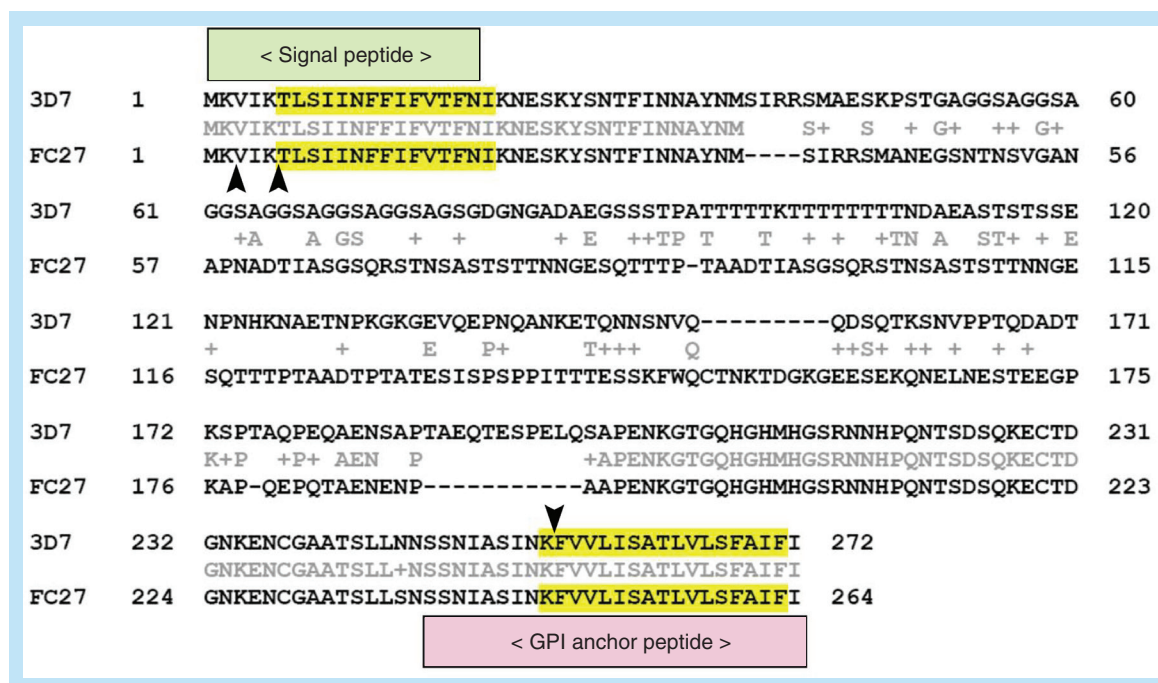 < Signal peptide >
3D7 1 MKVIKTLSIINFFIFVTFNIKNESKYSNTFINNAYNMSIRRSMAESKPSTGAGGSAGGSA 60
MKVIKTLSIINFFIFVTFNIKNESKYSNTFINNAYNM S+ S + G+ ++ G+
FC27 1 MKVIKTLSIINFFIFVTFNIKNESKYSNTFINNAYNM----SIRRSMANEGSNTNSVGAN 56
3D7 61 GGSAGGSAGGSAGGSAGSGDGNGADAEGSSSTPATTTTTKTTTTTTTTNDAEASTSTSSE 120
+A A GS + + + E ++TP T T + + +TN A ST+ + E
FC27 57 APNADTIASGSQRSTNSASTSTTNNGESQTTTP-TAADTIASGSQRSTNSASTSTTNNGE 115
3D7 121 NPNHKNAETNPKGKGEVQEPNQANKETQNNSNVQ---------QDSQTKSNVPPTQDADT 171
+ + E P+ T+++ Q ++S+ ++ + + +
FC27 116 SQTTTPTAADTPTATESISPSPPITTTESSKFWQCTNKTDGKGEESEKQNELNESTEEGP 175
3D7 172 KSPTAQPEQAENSAPTAEQTESPELQSAPENKGTGQHGHMHGSRNNHPQNTSDSQKECTD 231
K+P +P+ AEN P +APENKGTGQHGHMHGSRNNHPQNTSDSQKECTD
FC27 176 KAP-QEPQTAENENP-----------AAPENKGTGQHGHMHGSRNNHPQNTSDSQKECTD 223
3D7 232 GNKENCGAATSLLNNSSNIASINKFVVLISATLVLSFAIFI 272
GNKENCGAATSLL+NSSNIASINKFVVLISATLVLSFAIFI
FC27 224 GNKENCGAATSLLSNSSNIASINKFVVLISATLVLSFAIFI 264
< GPI anchor peptide >